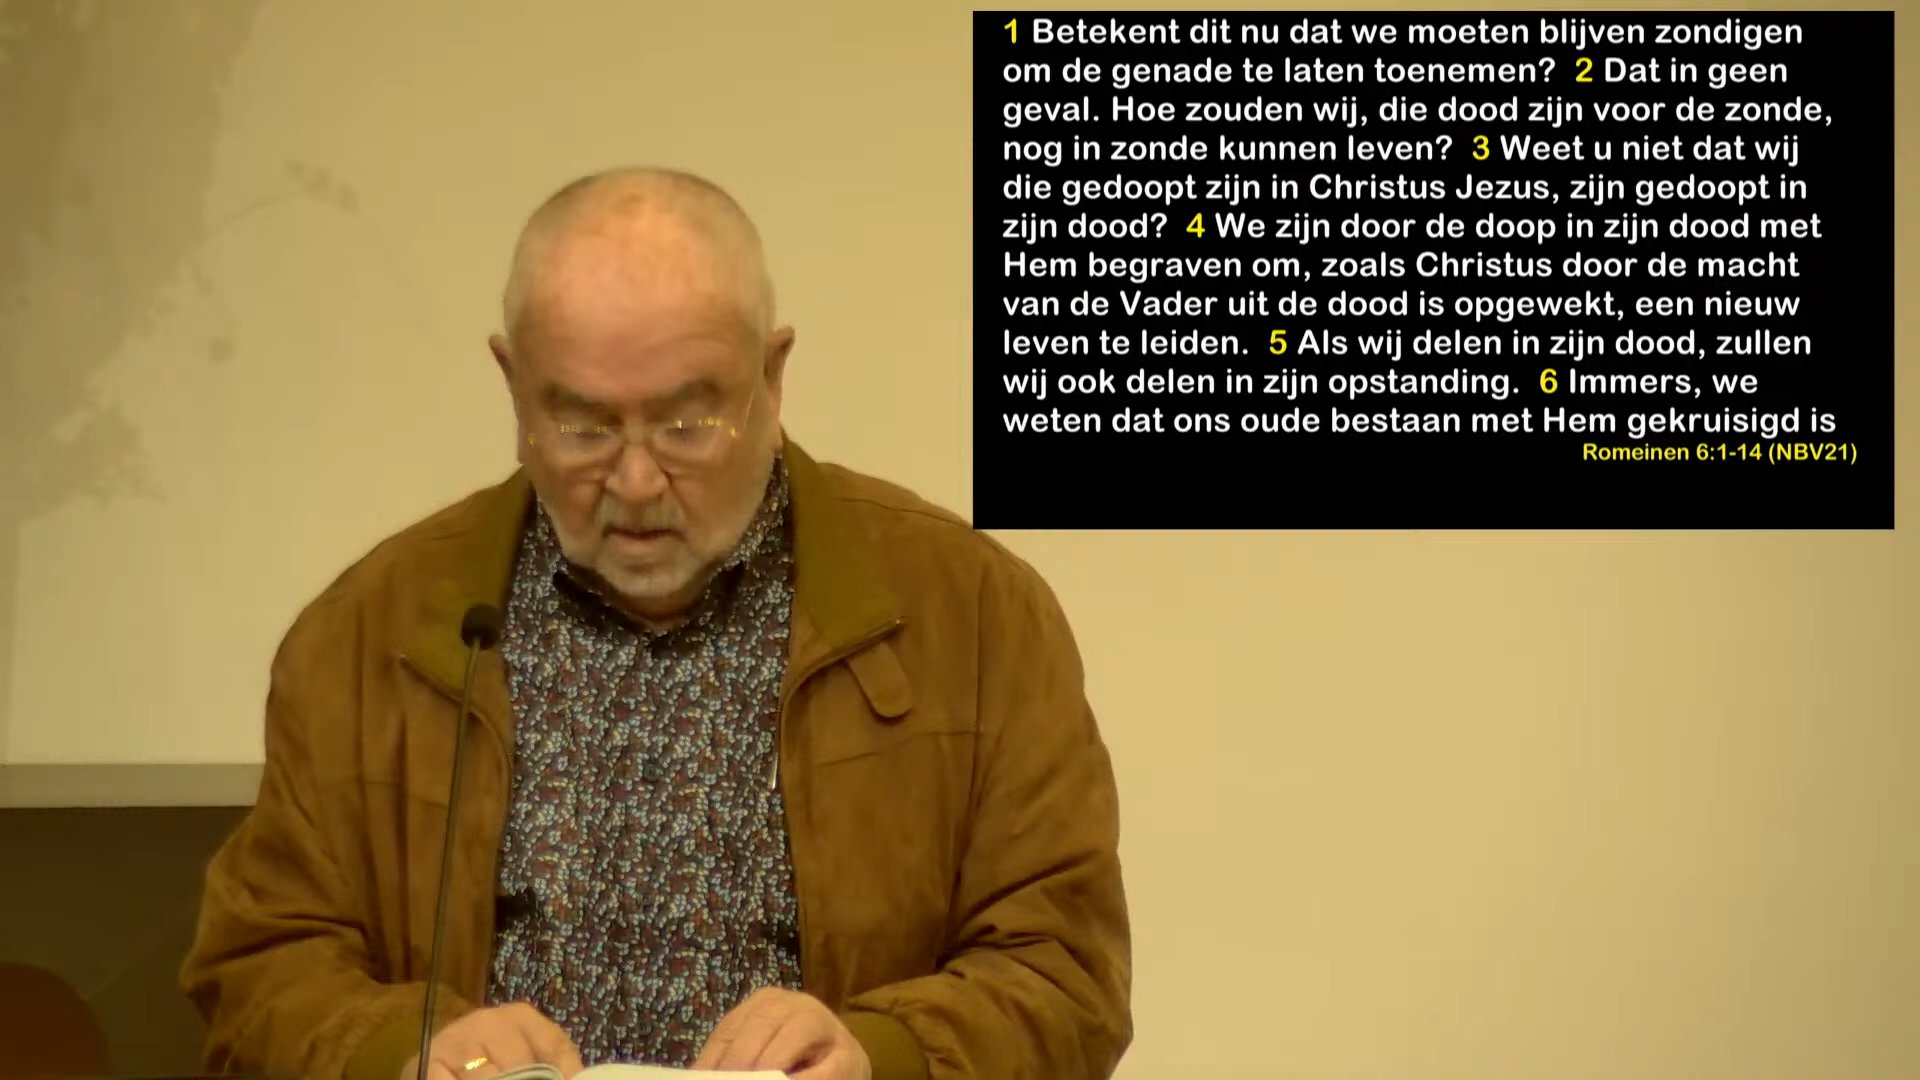 1 Betekent dit nu dat we moeten blijven zondigen
om de genade te laten toenemen? 2 Dat in geen
geval. Hoe zouden wij, die dood zijn voor de zonde,
nog in zonde kunnen leven? 3 Weet u niet dat wij
die gedoopt zijn in Christus Jezus, zijn gedoopt in
zijn dood? 4 We zijn door de doop in zijn dood met
Hem begraven om, zoals Christus door de macht
van de Vader uit de dood is opgewekt, een nieuw
leven te leiden. 5 Als wij delen in zijn dood, zullen
wij ook delen in zijn opstanding. 6 Immers, we
weten dat ons oude bestaan met Hem gekruisigd is
Romeinen 6:1-14 (NBV21)